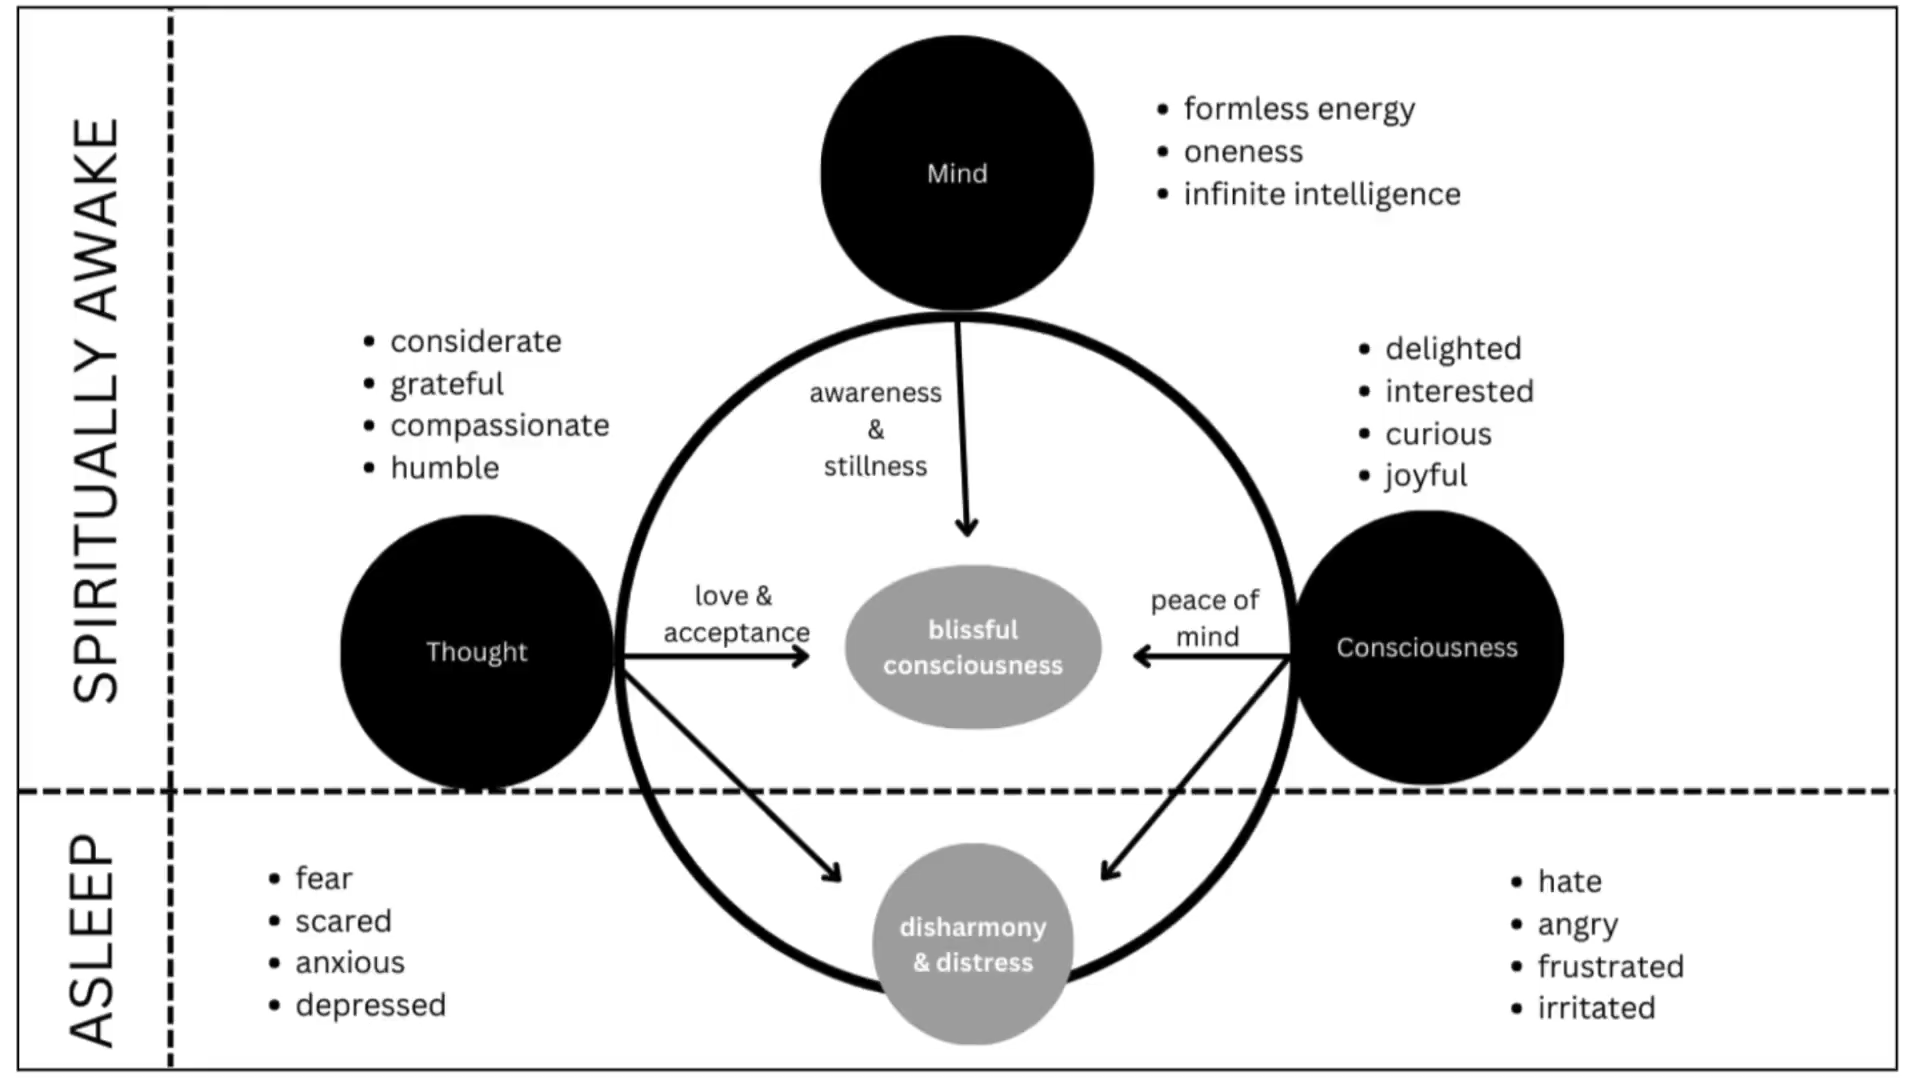 SPIRITUALLY AWAKE
Mind
• formless energy
• oneness
• infinite intelligence
• considerate
• grateful
• compassionate
• humble
awareness
&
stillness
• delighted
• interested
• curious
• joyful
Thought
love &
acceptance
blissful
consciousness
peace of
mind
Consciousness
ASLEEP
• fear
• scared
• anxious
• depressed
disharmony
& distress
• hate
• angry
• frustrated
• irritated